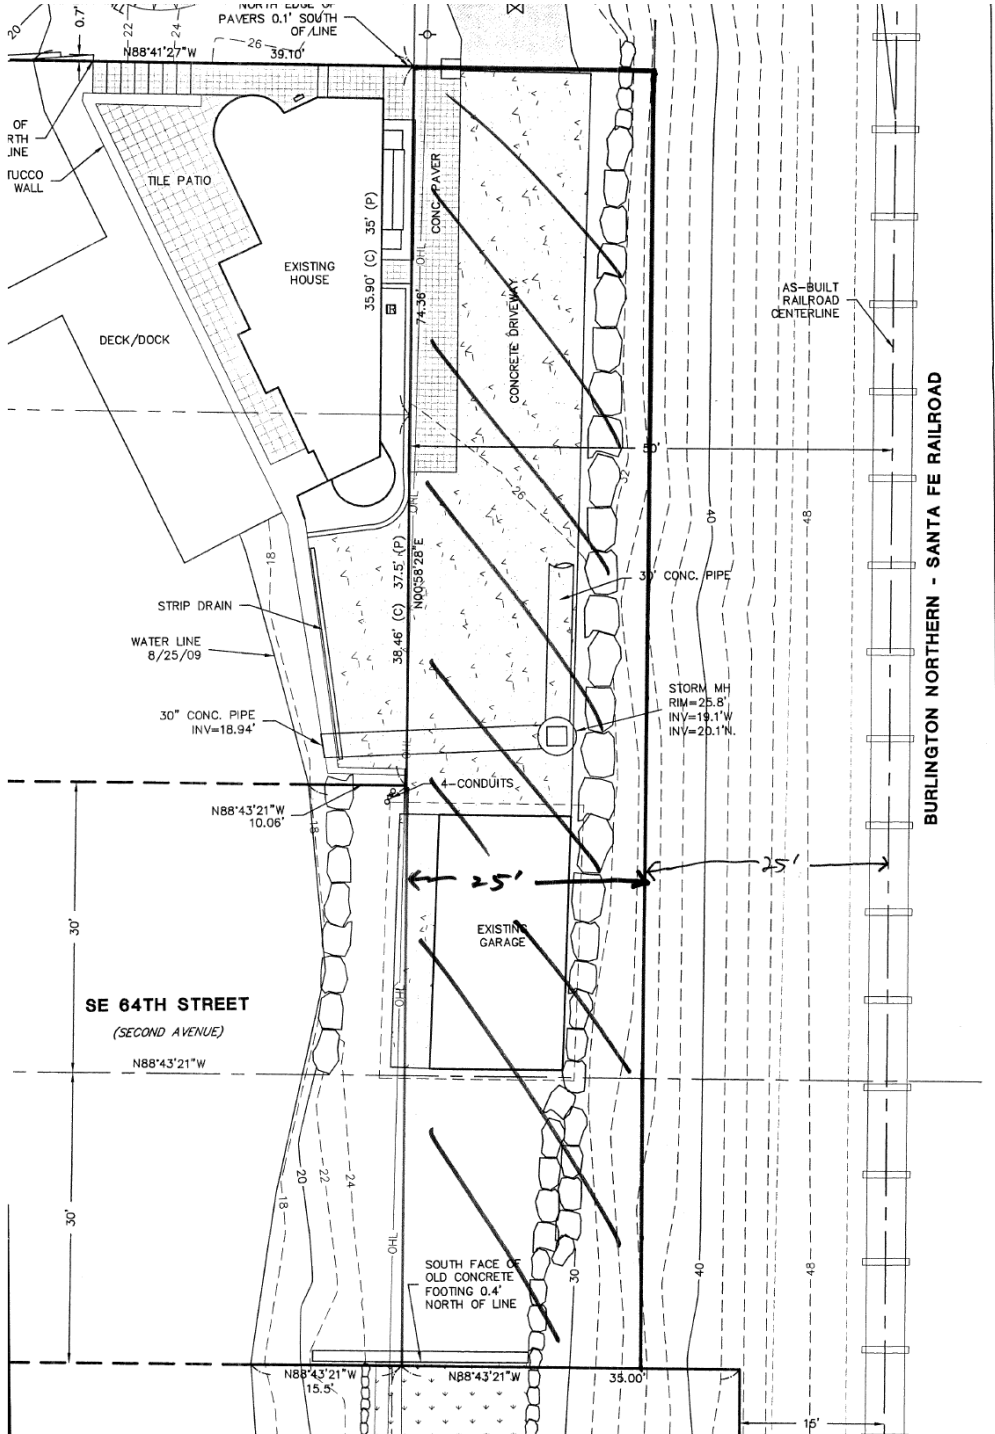 0.7'
20
22
24
NORTH EDGE OF
PAVERS 0.1' SOUTH
OF LINE
N88°41'27"W
26
39.10'
OF
RTH
INE
TUCCO
WALL
TILE PATIO
EXISTING
HOUSE
35.90' (C) 35' (P)
CONC. PAVER
OHL
74.36'
CONCRETE DRIVEWAY
AS-BUILT
RAILROAD
CENTERLINE
DECK/DOCK
50'
BURLINGTON NORTHERN - SANTA FE RAILROAD
32
26
40
48
OHL
18
38.46' (C) 37.5' (P)
N00°58'28"E
30" CONC. PIPE
STRIP DRAIN
WATER LINE
8/25/09
STORM MH
RIM=25.8'
INV=19.1'W
INV=20.1'N.
30" CONC. PIPE
INV=18.94'
OHL
4-CONDUITS
N88°43'21"W
10.06'
18
25'
25'
30'
EXISTING
GARAGE
OHL
SE 64TH STREET
(SECOND AVENUE)
N88°43'21"W
18
20
22
24
30'
OHL
SOUTH FACE OF
OLD CONCRETE
FOOTING 0.4'
NORTH OF LINE
30
40
48
N88°43'21"W
15.5'
N88°43'21"W
35.00'
15'